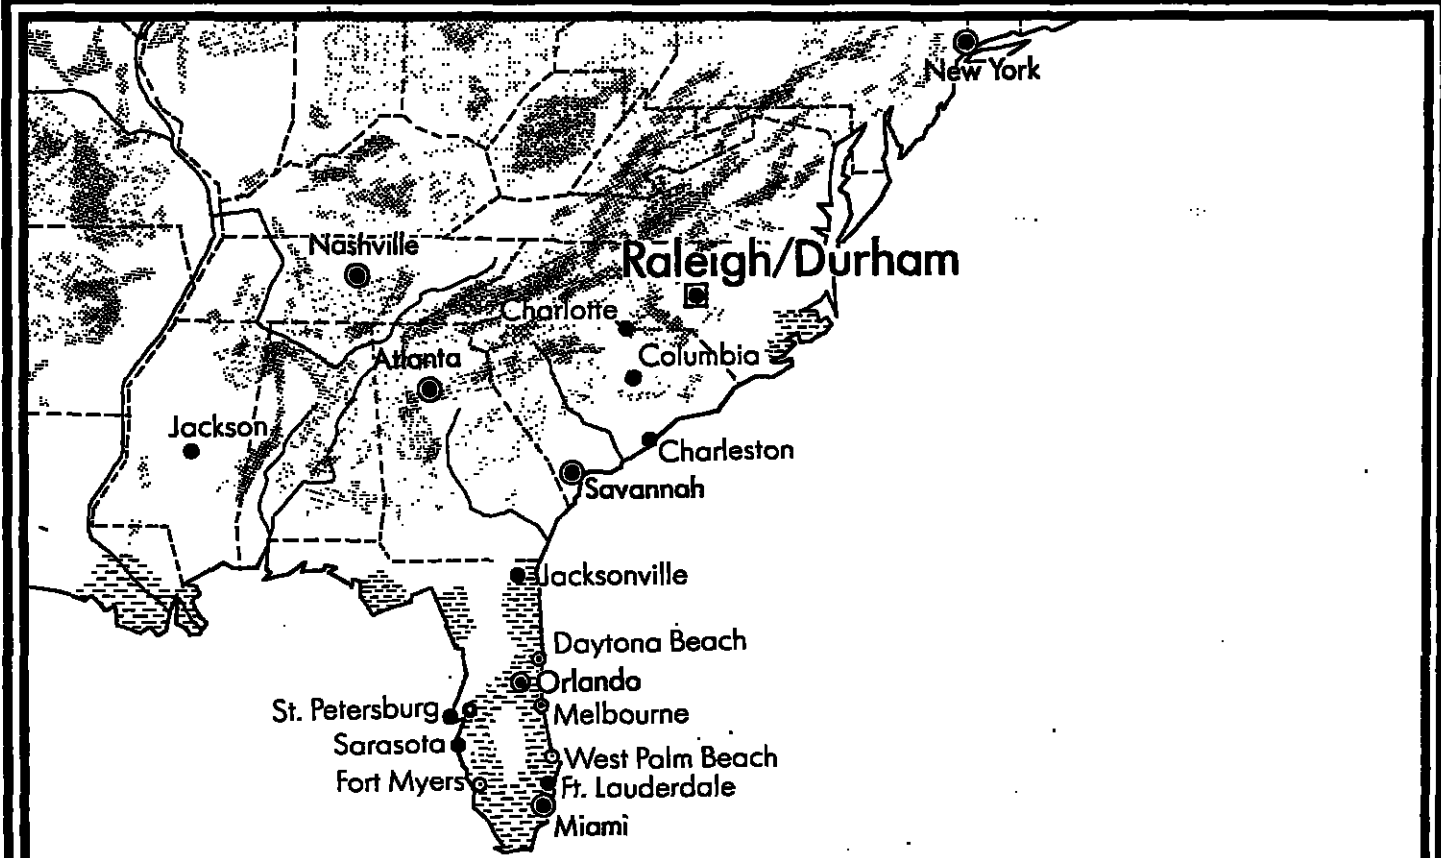 New York
Nashville
Raleigh/Durham
Charlotte
Atlanta
Columbia
Jackson
Charleston
Savannah
Jacksonville
Daytona Beach
Orlando
St. Petersburg
Melbourne
Sarasota
West Palm Beach
Fort Myers
Ft. Lauderdale
Miami